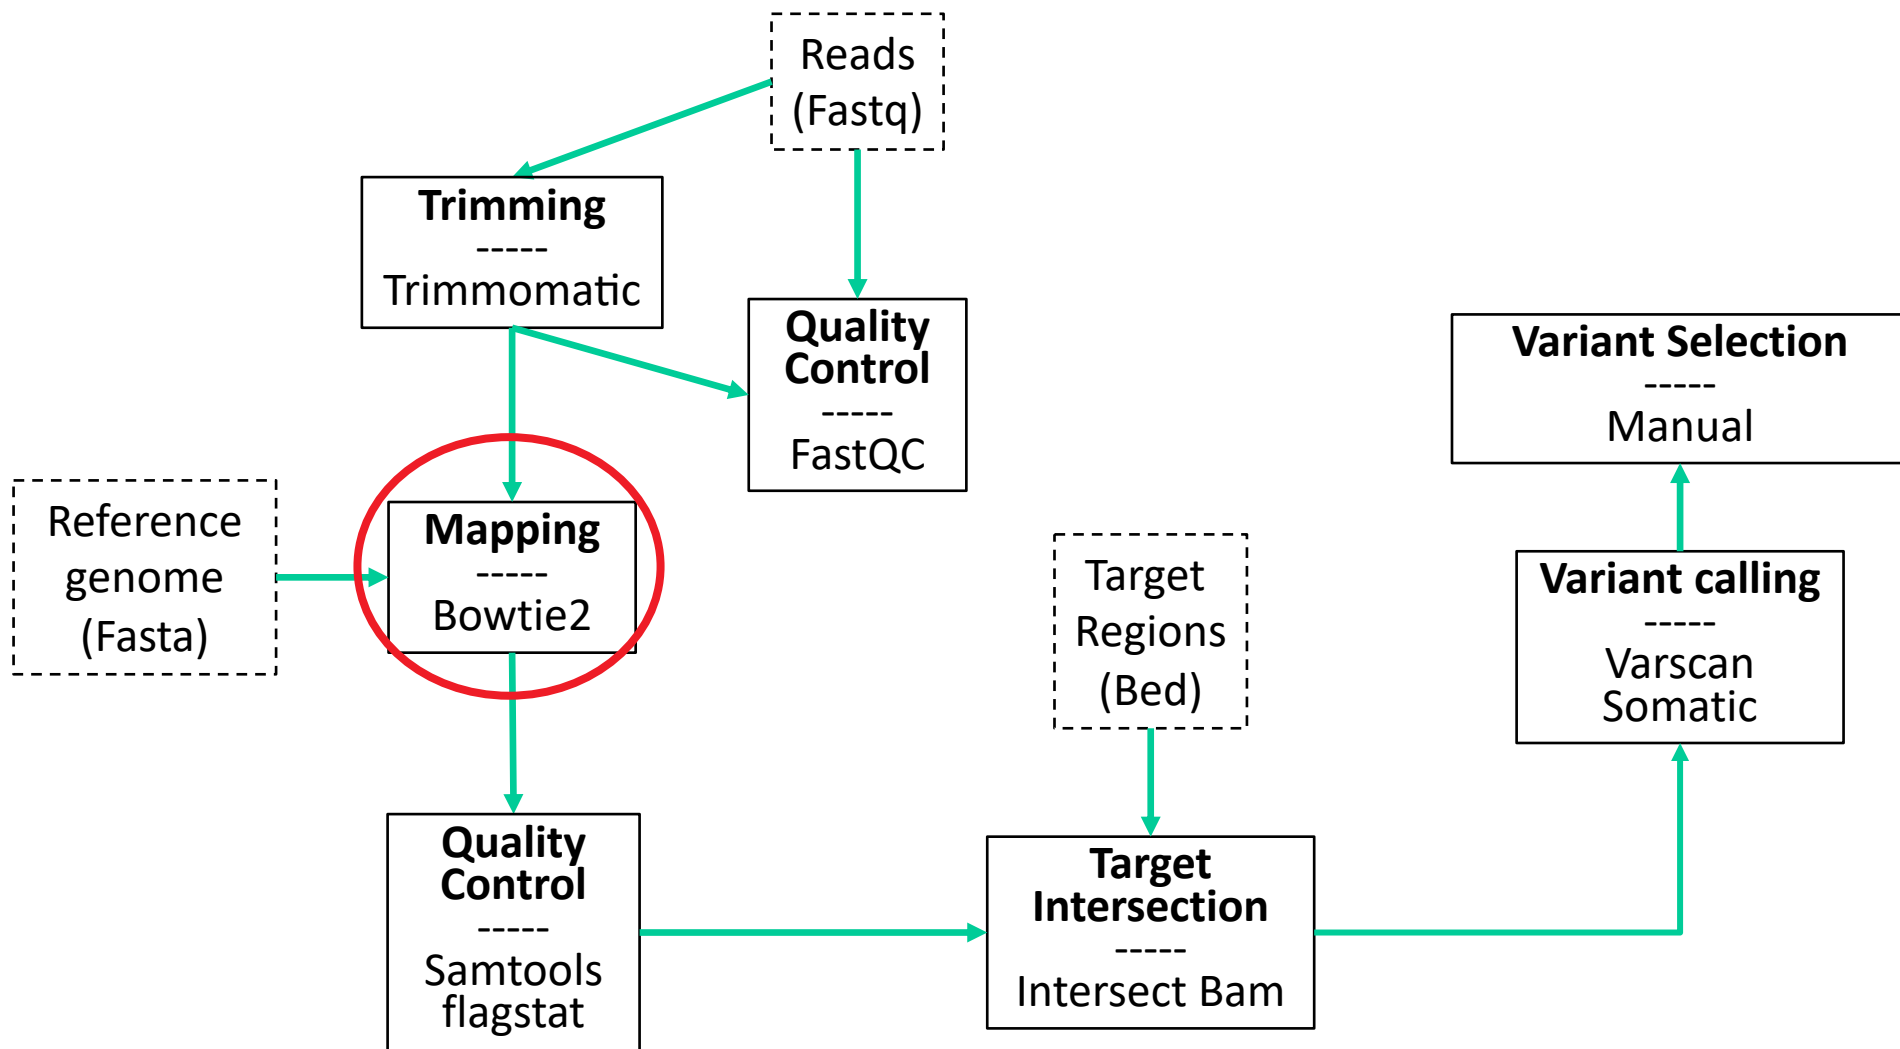 Reads
(Fastq)
Trimming
-----
Trimmomatic
Quality
Control
-----
FastQC
Variant Selection
-----
Manual
Reference
genome
(Fasta)
Mapping
-----
Bowtie2
Target
Regions
(Bed)
Variant calling
-----
Varscan
Somatic
Quality
Control
-----
Samtools
flagstat
Target
Intersection
-----
Intersect Bam